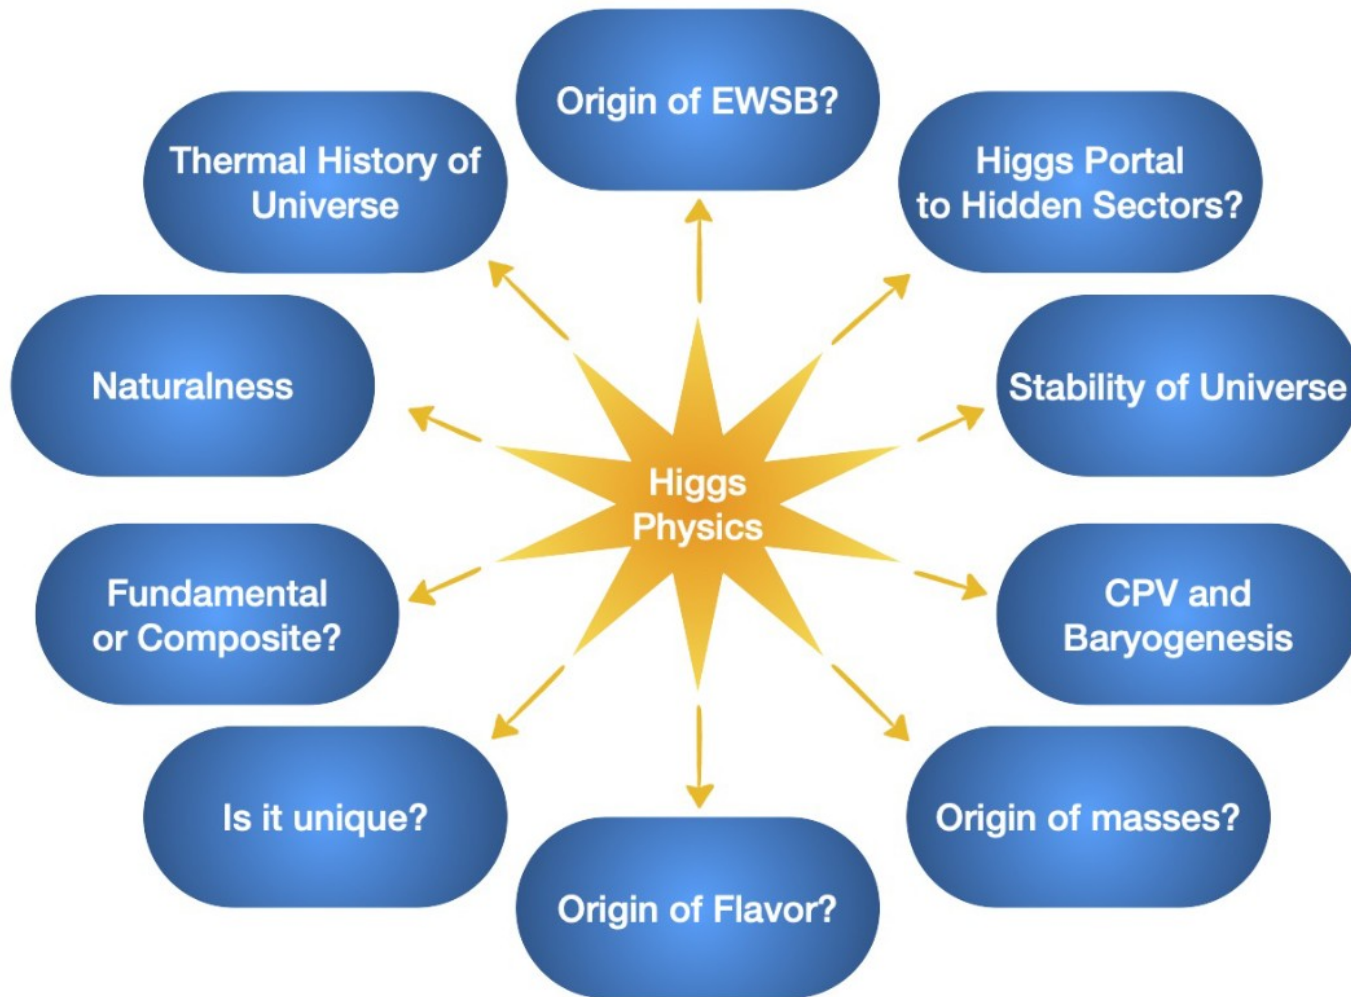 Origin of EWSB?
Thermal History of
Universe
Higgs Portal
to Hidden Sectors?
Naturalness
Stability of Universe
Higgs
Physics
Fundamental
or Composite?
CPV and
Baryogenesis
Is it unique?
Origin of masses?
Origin of Flavor?